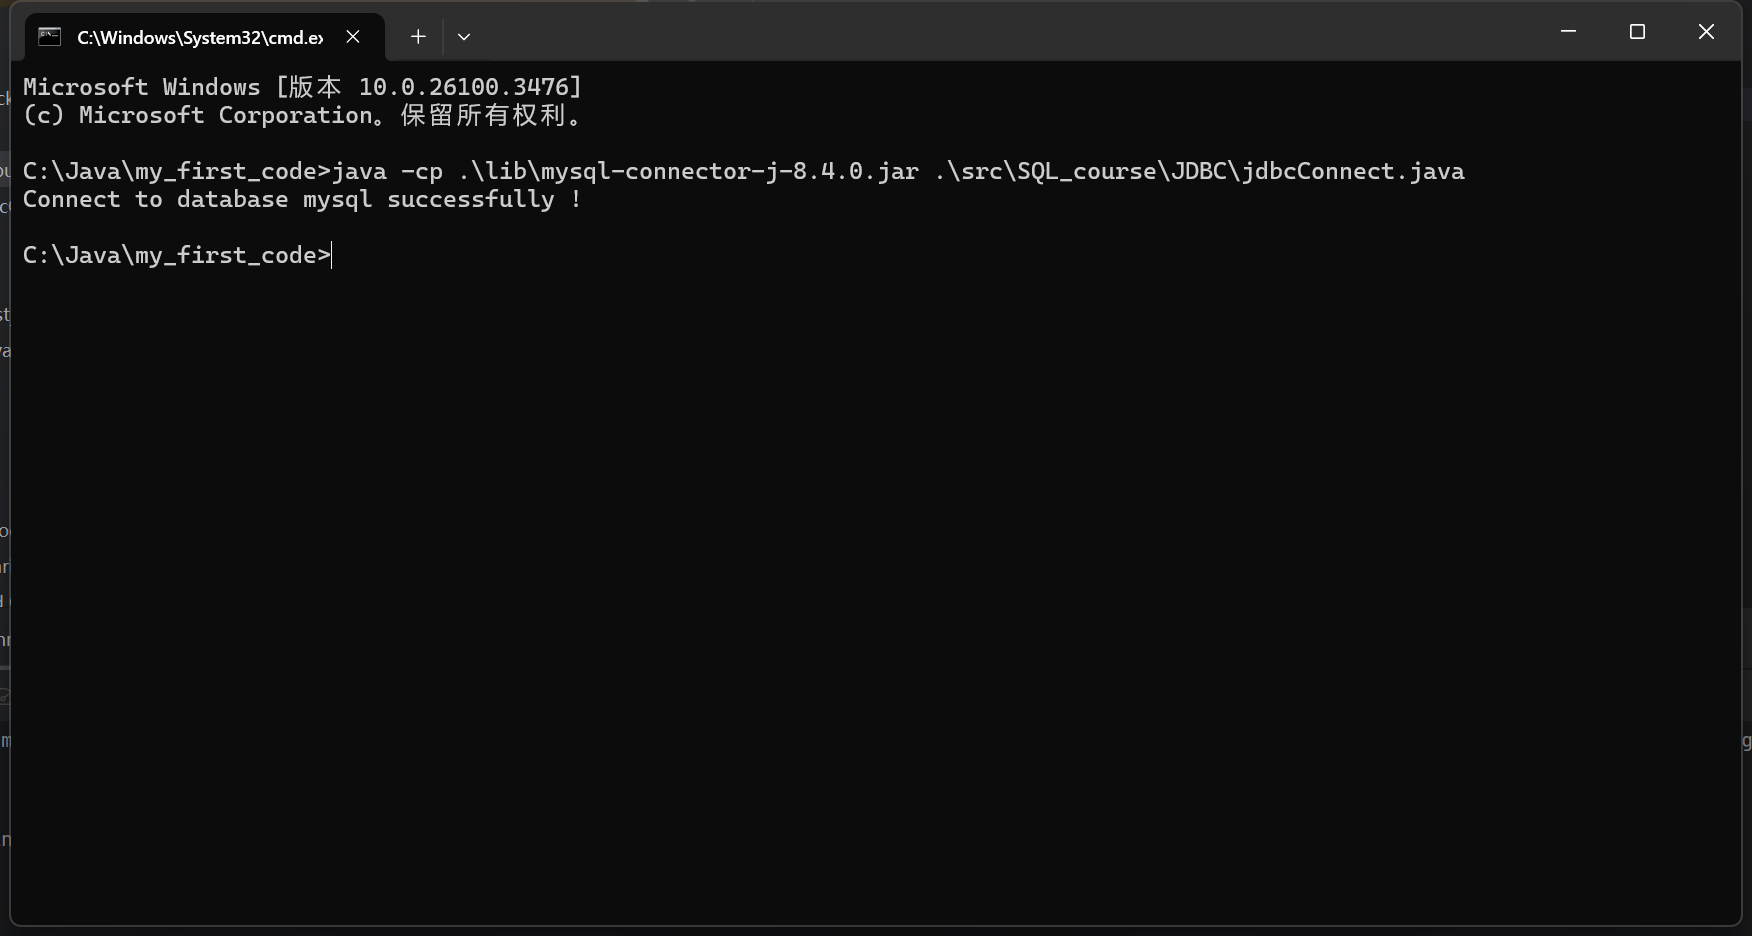 C:\Windows\System32\cmd.e
Microsoft Windows [版本 10.0.26100.3476]
(c) Microsoft Corporation。保留所有权利。
C:\Java\my_first_code>java -cp .\lib\mysql-connector-j-8.4.0.jar .\src\SQL_course\JDBC\jdbcConnect.java
Connect to database mysql successfully !
C:\Java\my_first_code>